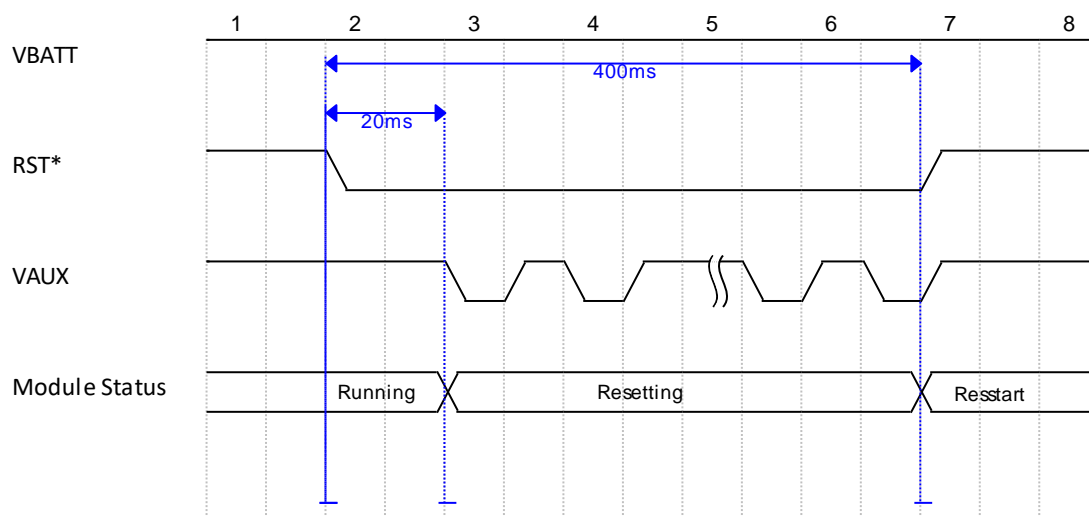 1 2 3 4 5 6 7 8
VBATT
400ms
20ms
RST*
VAUX
Module Status
Running
Resetting
Resstart